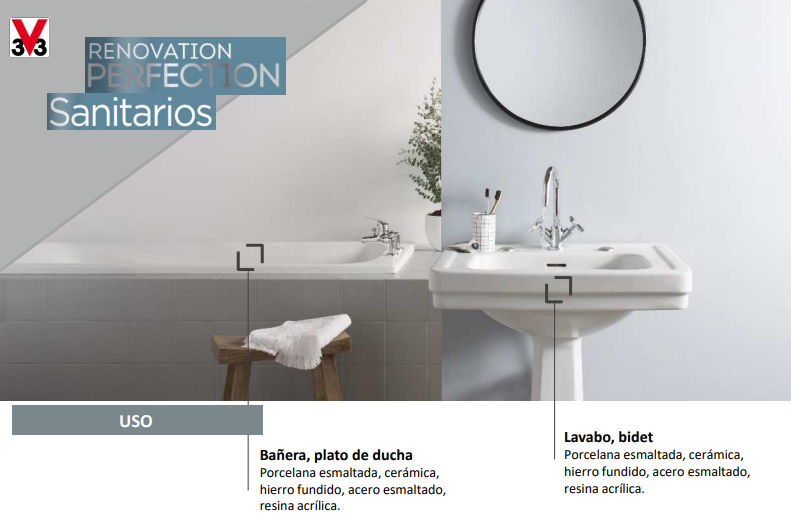 3V3
RENOVATION
PERFECTION
Sanitarios
USO
Bañera, plato de ducha
Porcelana esmaltada, cerámica,
hierro fundido, acero esmaltado,
resina acrílica.
Lavabo, bidet
Porcelana esmaltada, cerámica,
hierro fundido, acero esmaltado,
resina acrílica.